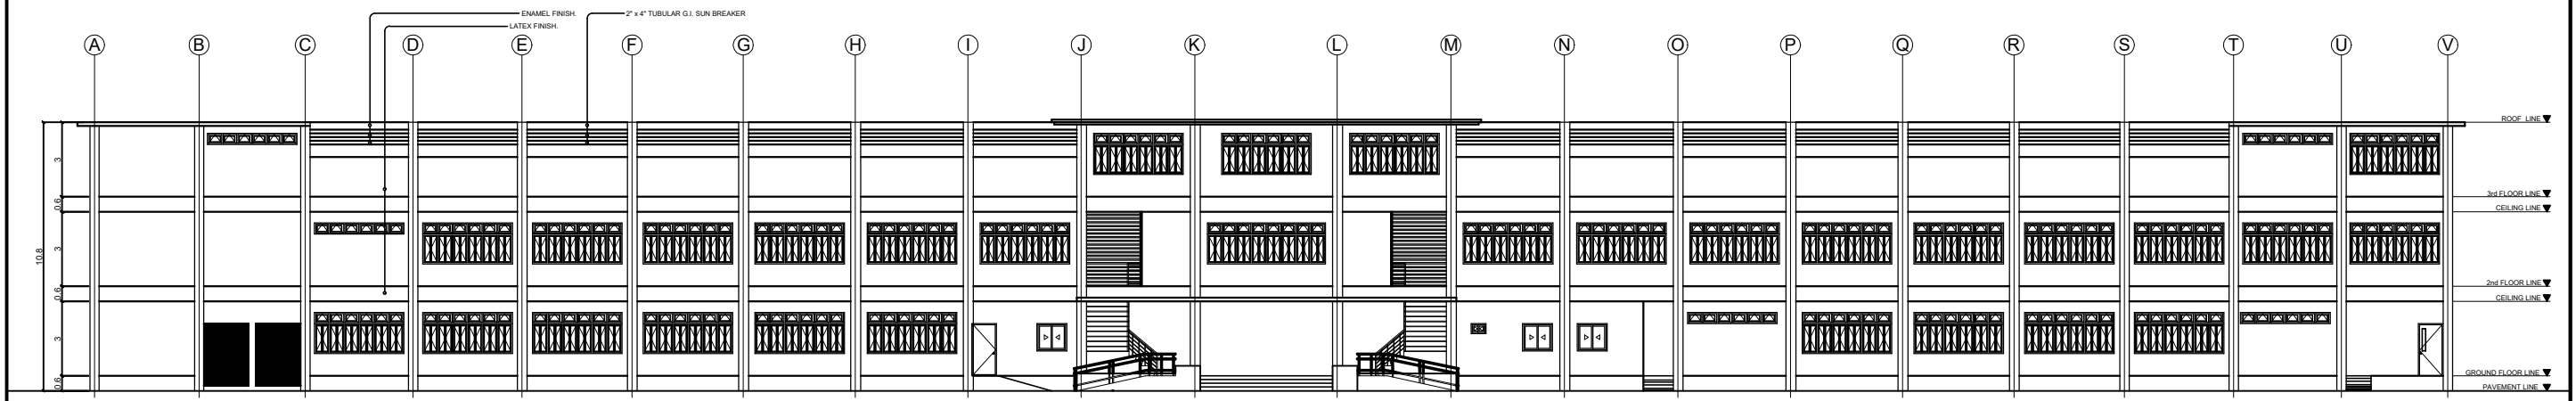 ENAMEL FINISH.
2" x 4" TUBULAR G.I. SUN BREAKER
LATEX FINISH.
A B C D E F G H I J K L M N O P Q R S T U V
ROOF LINE
3
3rd FLOOR LINE
0.6
CEILING LINE
3
10.8
2nd FLOOR LINE
0.6
CEILING LINE
3
GROUND FLOOR LINE
0.6
PAVEMENT LINE